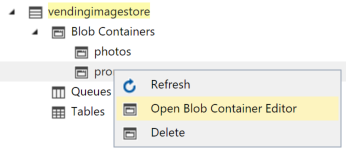 vendingimagestore
Blob Containers
photos
pro
Refresh
Queues
Open Blob Container Editor
Tables
Delete